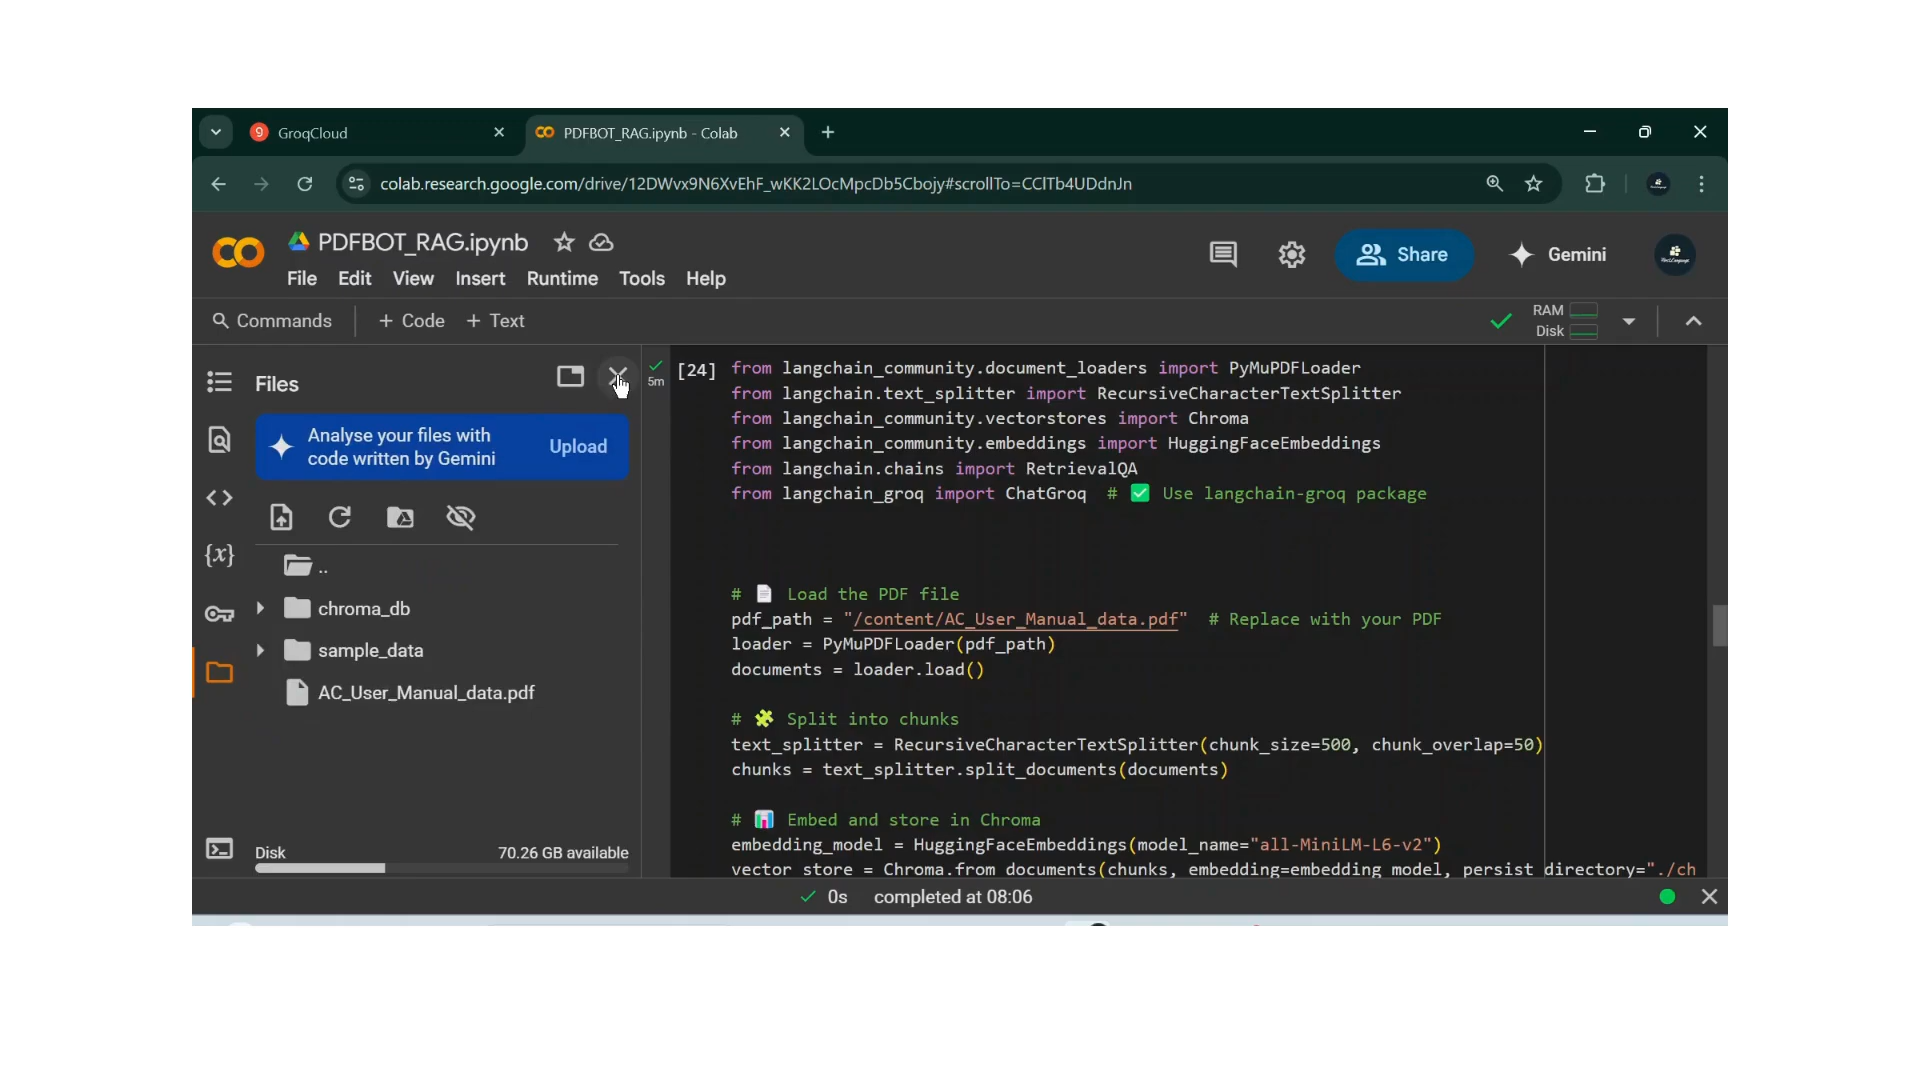 GroqCloud
PDFBOT_RAG.ipynb - Colab
colab.research.google.com/drive/12DWvx9N6XvEhF_wKK2LOcMpcDb5Cbojy#scrollTo=CClTb4UDdnJn
PDFBOT_RAG.ipynb
File Edit View Insert Runtime Tools Help
Share
Gemini
Commands + Code + Text
RAM
Disk
Files
Analyse your files with
code written by Gemini
Upload
..
chroma_db
sample_data
AC_User_Manual_data.pdf
Disk 70.26 GB available
5m
[24] from langchain_community.document_loaders import PyMuPDFLoader
from langchain.text_splitter import RecursiveCharacterTextSplitter
from langchain_community.vectorstores import Chroma
from langchain_community.embeddings import HuggingFaceEmbeddings
from langchain.chains import RetrievalQA
from langchain_groq import ChatGroq # ✅ Use langchain-groq package
# 📄 Load the PDF file
pdf_path = "/content/AC_User_Manual_data.pdf" # Replace with your PDF
loader = PyMuPDFLoader(pdf_path)
documents = loader.load()
# 🧩 Split into chunks
text_splitter = RecursiveCharacterTextSplitter(chunk_size=500, chunk_overlap=50)
chunks = text_splitter.split_documents(documents)
# 📊 Embed and store in Chroma
embedding_model = HuggingFaceEmbeddings(model_name="all-MiniLM-L6-v2")
vector_store = Chroma.from_documents(chunks, embedding=embedding_model, persist_directory="./ch
0s completed at 08:06